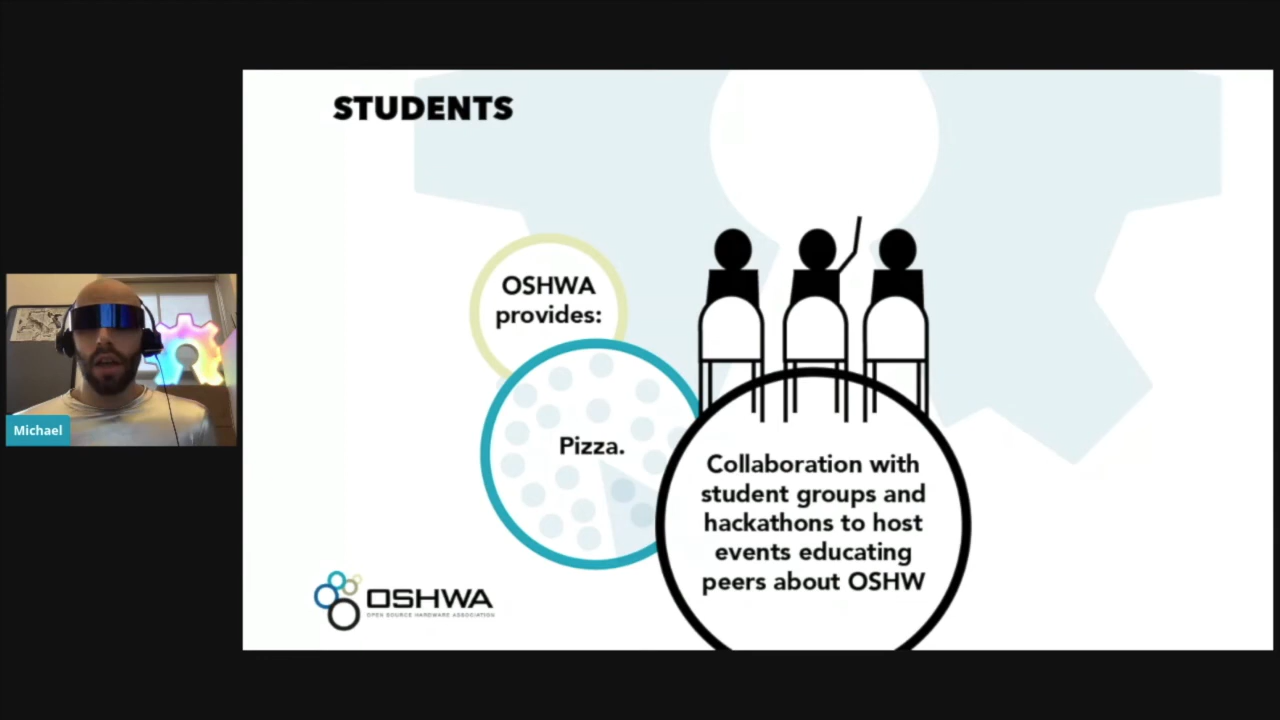 STUDENTS
OSHWA
provides:
Pizza.
Collaboration with
student groups and
hackathons to host
events educating
peers about OSHW
Michael
OSHWA
OPEN SOURCE HARDWARE ASSOCIATION